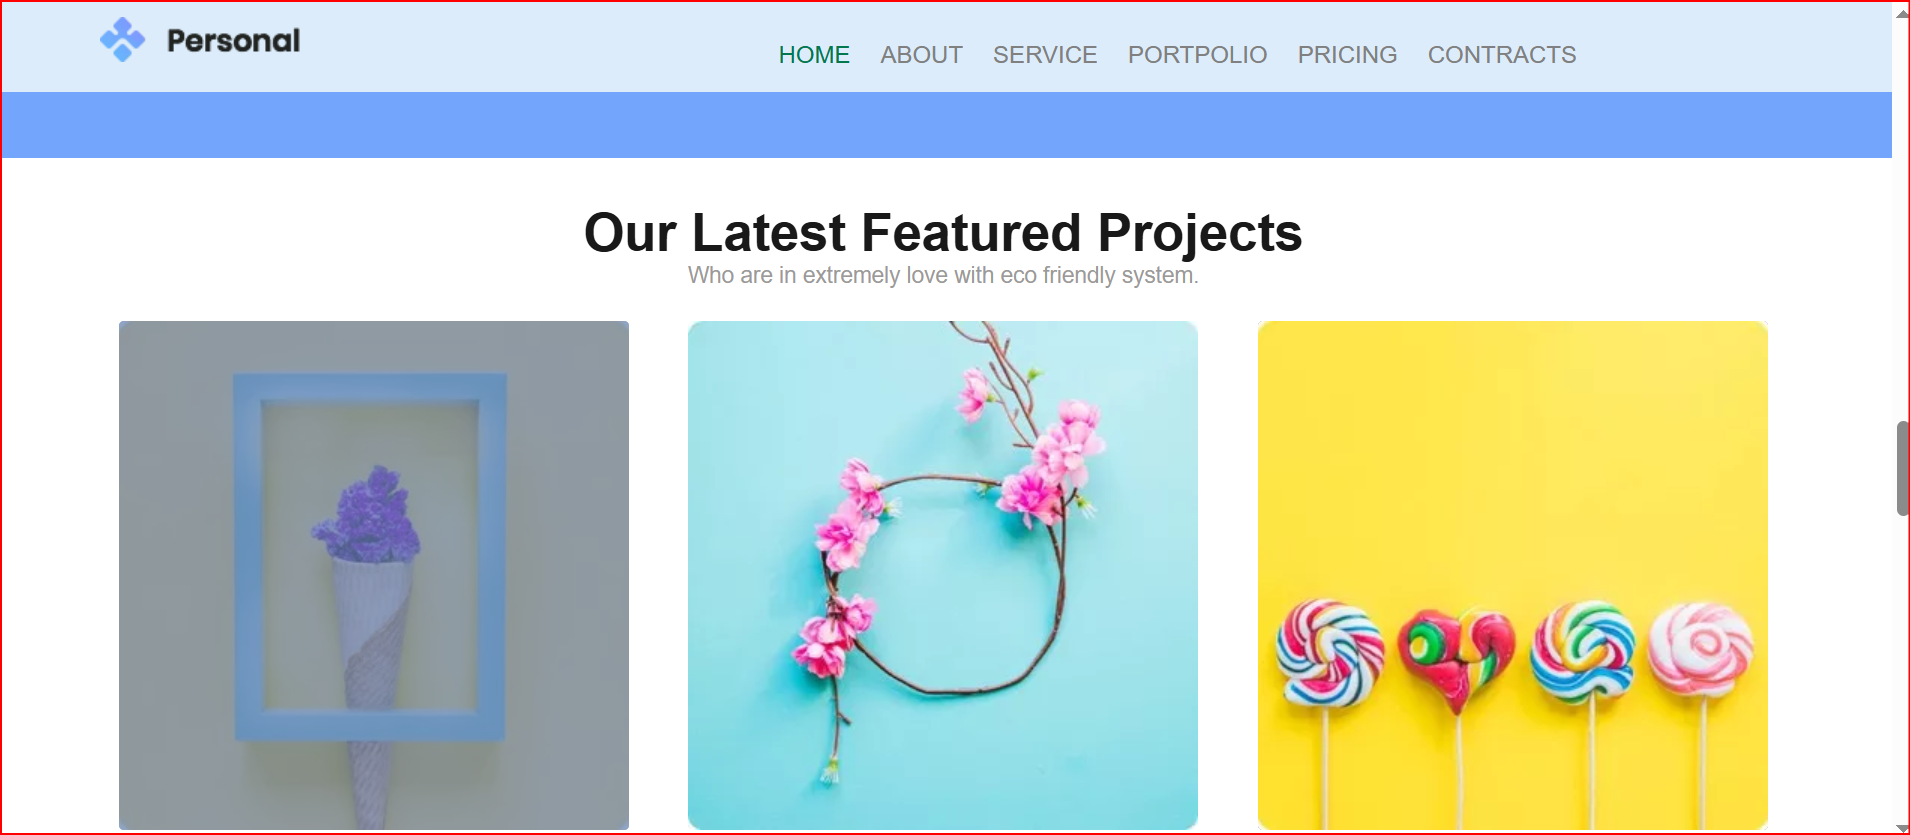 Personal
HOME ABOUT SERVICE PORTPOLIO PRICING CONTRACTS
Our Latest Featured Projects
Who are in extremely love with eco friendly system.